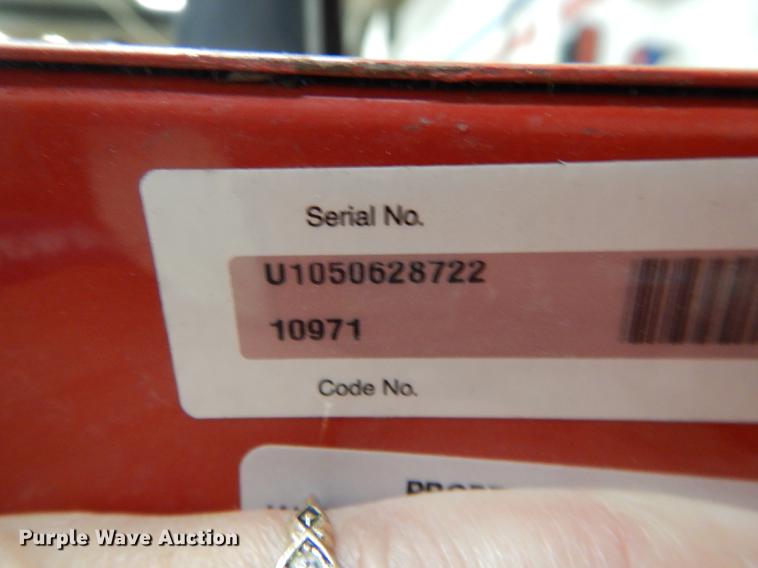 Serial No.
U1050628722
10971
Code No.
Purple Wave Auction